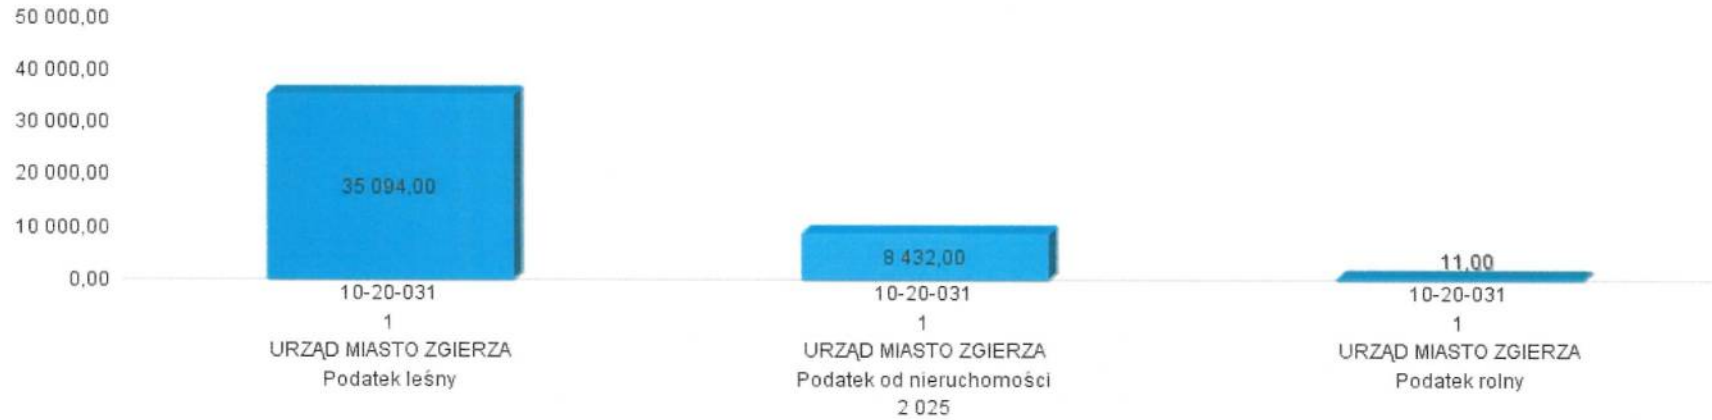 50 000,00
40 000,00
30 000,00
20 000,00
10 000,00
0,00
35 094,00
8 432,00
11,00
10-20-031
1
URZĄD MIASTO ZGIERZA
Podatek leśny
10-20-031
1
URZĄD MIASTO ZGIERZA
Podatek od nieruchomości
2 025
10-20-031
1
URZĄD MIASTO ZGIERZA
Podatek rolny